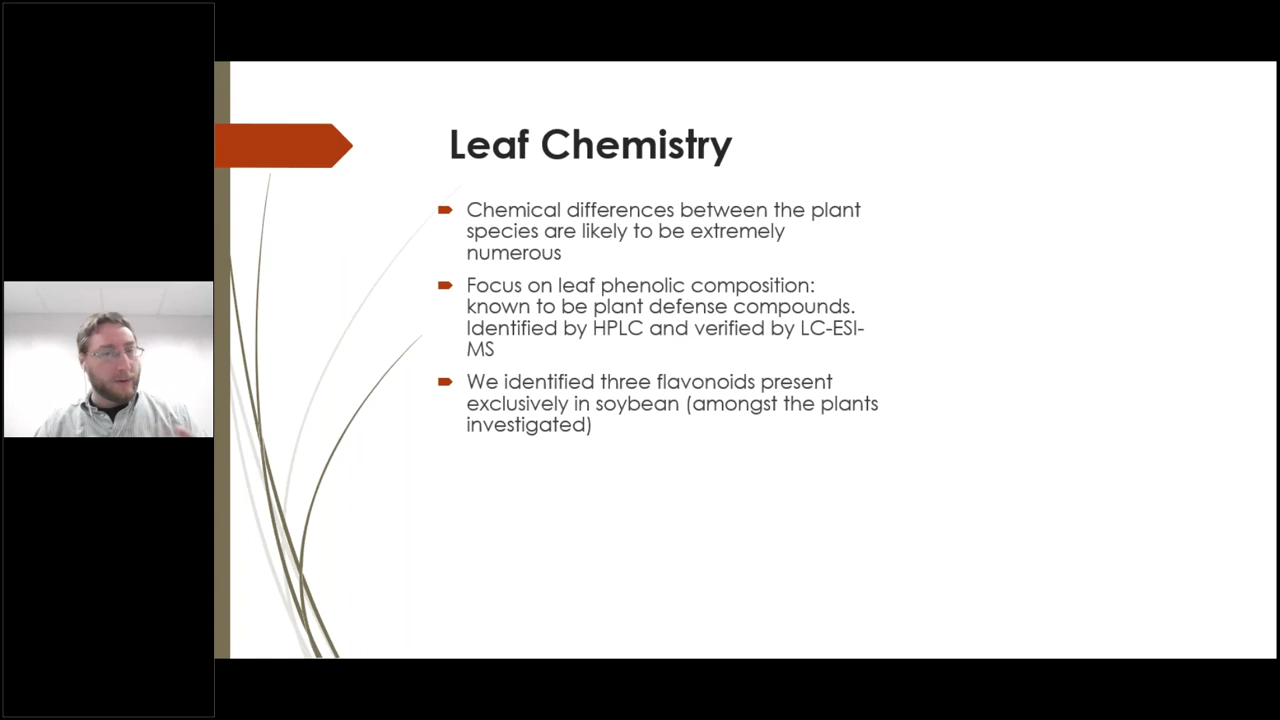 Leaf Chemistry
Chemical differences between the plant
species are likely to be extremely
numerous
Focus on leaf phenolic composition:
known to be plant defense compounds.
Identified by HPLC and verified by LC-ESI-
MS
We identified three flavonoids present
exclusively in soybean (amongst the plants
investigated)